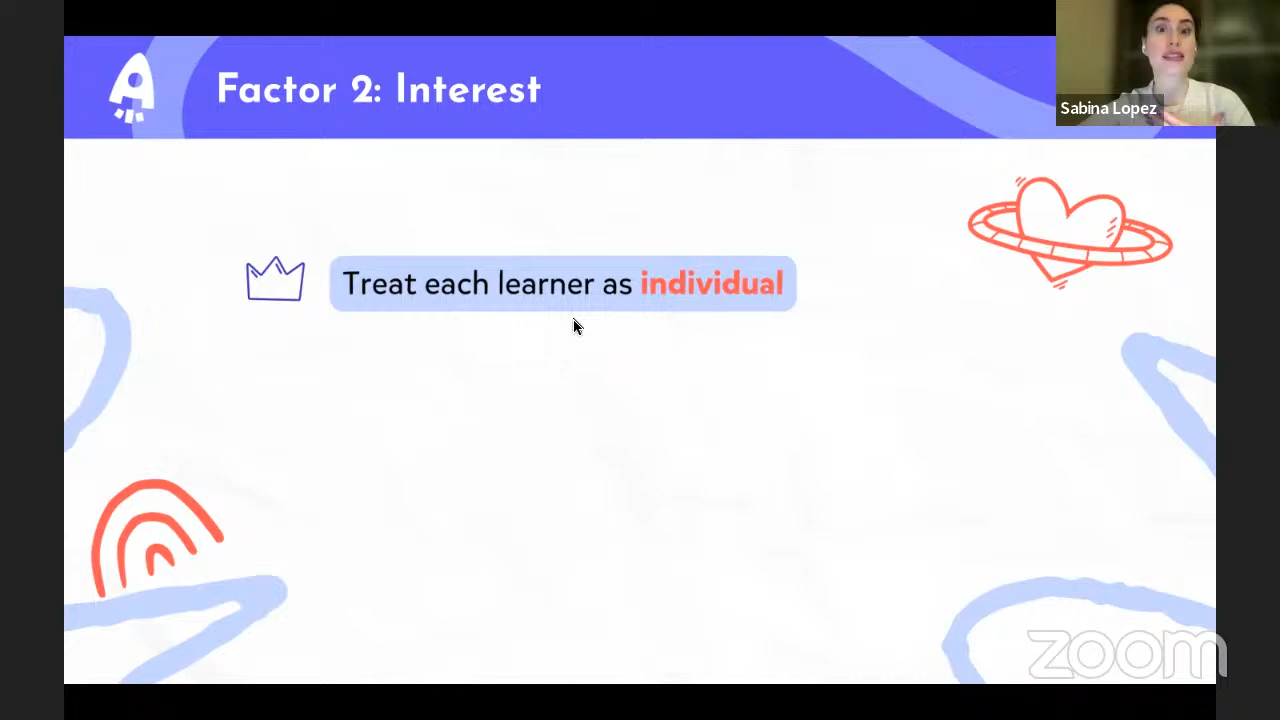 Factor 2: Interest
Sabina Lopez
Treat each learner as individual
zoom